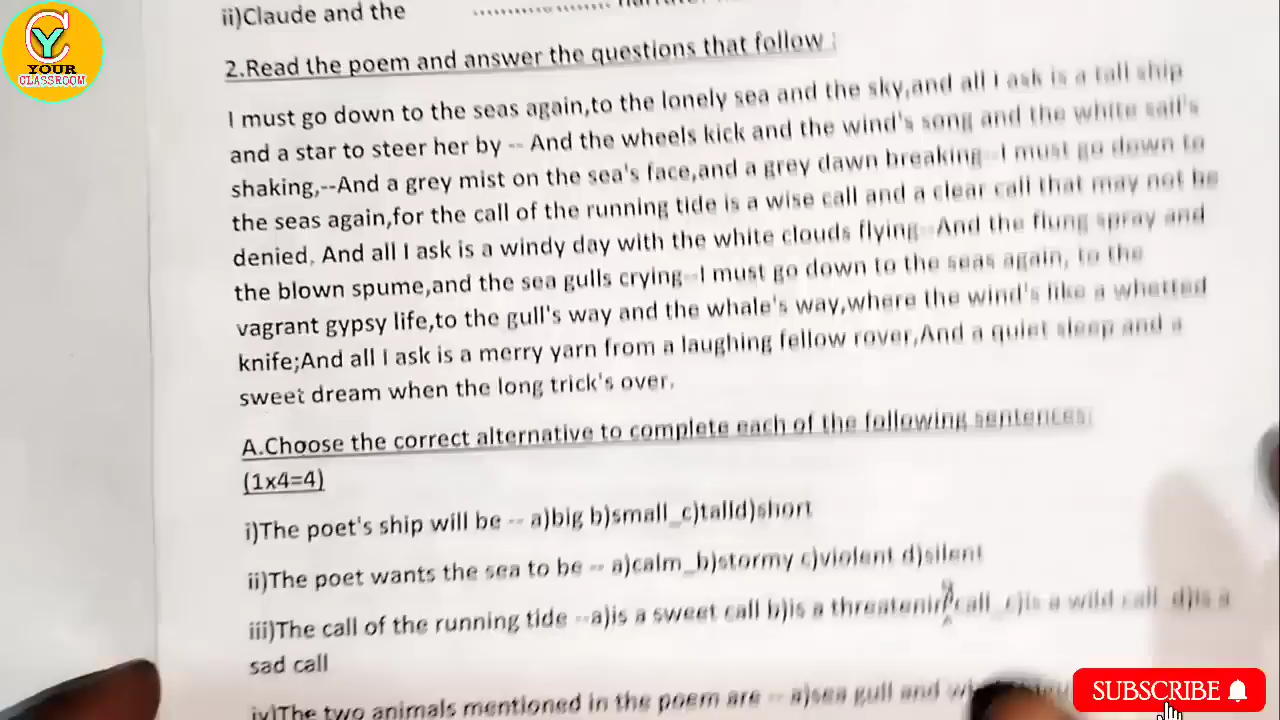 CY
YOUR
CLASSROOM
ii)Claude and the ..................
2.Read the poem and answer the questions that follow :
I must go down to the seas again,to the lonely sea and the sky,and all I ask is a tall ship
and a star to steer her by -- And the wheels kick and the wind's song and the white sail's
shaking,--And a grey mist on the sea's face,and a grey dawn breaking--I must go down to
the seas again,for the call of the running tide is a wise call and a clear call that may not be
denied. And all I ask is a windy day with the white clouds flying--And the flung spray and
the blown spume,and the sea gulls crying--I must go down to the seas again, to the
vagrant gypsy life,to the gull's way and the whale's way,where the wind's like a whetted
knife;And all I ask is a merry yarn from a laughing fellow rover,And a quiet sleep and a
sweet dream when the long trick's over.
A.Choose the correct alternative to complete each of the following sentences:
(1x4=4)
i)The poet's ship will be -- a)big b)small_c)talld)short
ii)The poet wants the sea to be -- a)calm_b)stormy c)violent d)silent
iii)The call of the running tide --a)is a sweet call b)is a call_c)is a wild call d)is a
sad call
iv)The two animals mentioned in the poem are -- a)sea gull and
SUBSCRIBE